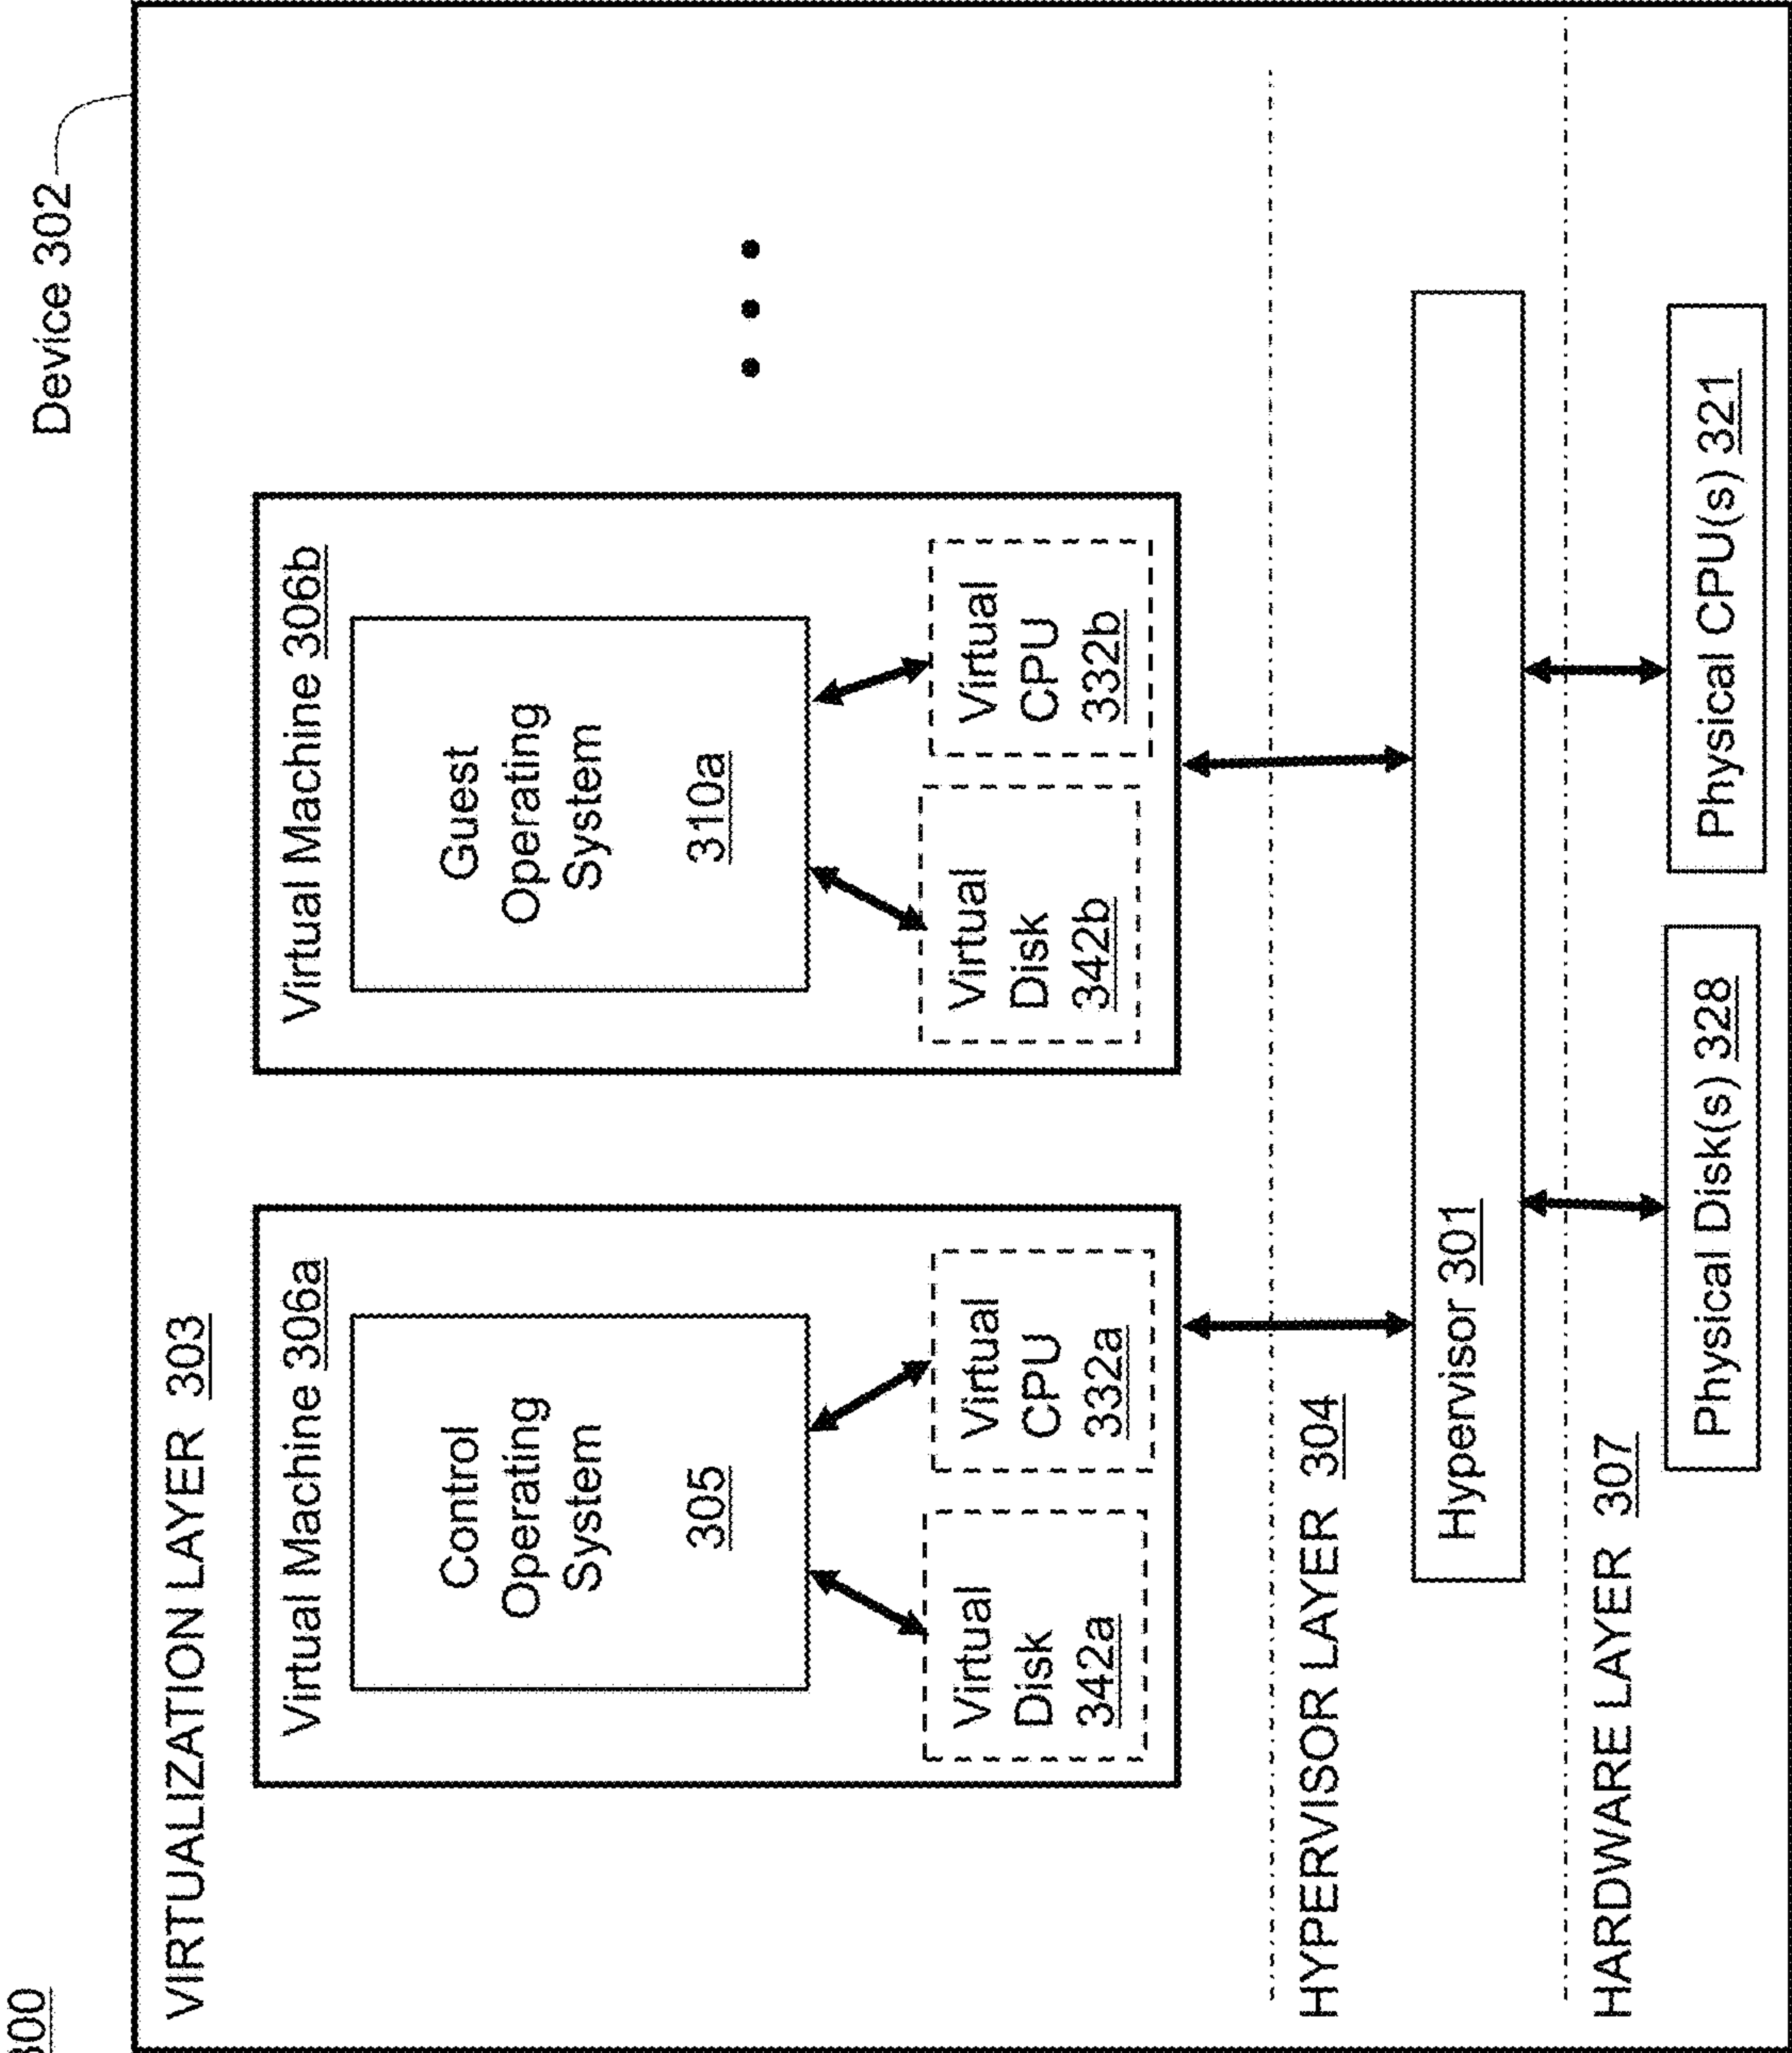 300
Device 302
VIRTUALIZATION LAYER 303
Virtual Machine 306a
Control
Operating
System
305
Virtual
Disk
342a
Virtual
CPU
332a
Virtual Machine 306b
Guest
Operating
System
310a
Virtual
Disk
342b
Virtual
CPU
332b
HYPERVISOR LAYER 304
Hypervisor 301
HARDWARE LAYER 307
Physical Disk(s) 328
Physical CPU(s) 321